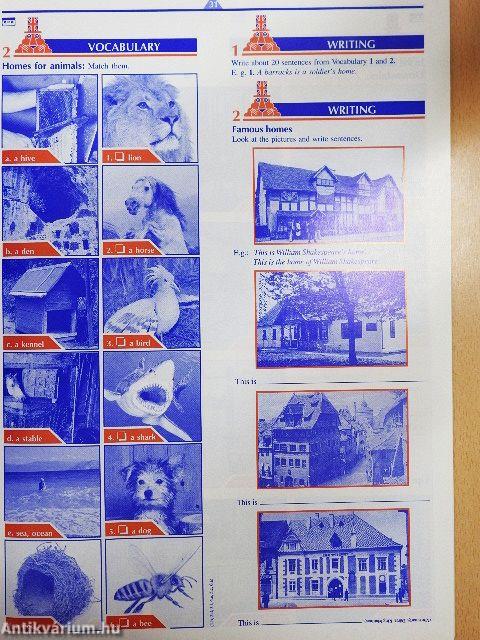 31
2 VOCABULARY
Homes for animals: Match them.
a. a hive
1. lion
b. a den
2. a horse
c. a kennel
3. a bird
d. a stable
4. a shark
e. sea, ocean
5. a dog
a bee
1 WRITING
Write about 20 sentences from Vocabulary 1 and 2.
E. g. 1. A barracks is a soldier's home.
2 WRITING
Famous homes
Look at the pictures and write sentences.
E.g.: This is William Shakespeare's home.
This is the home of William Shakespeare.
This is
This is
This is
Antikvárium.hu